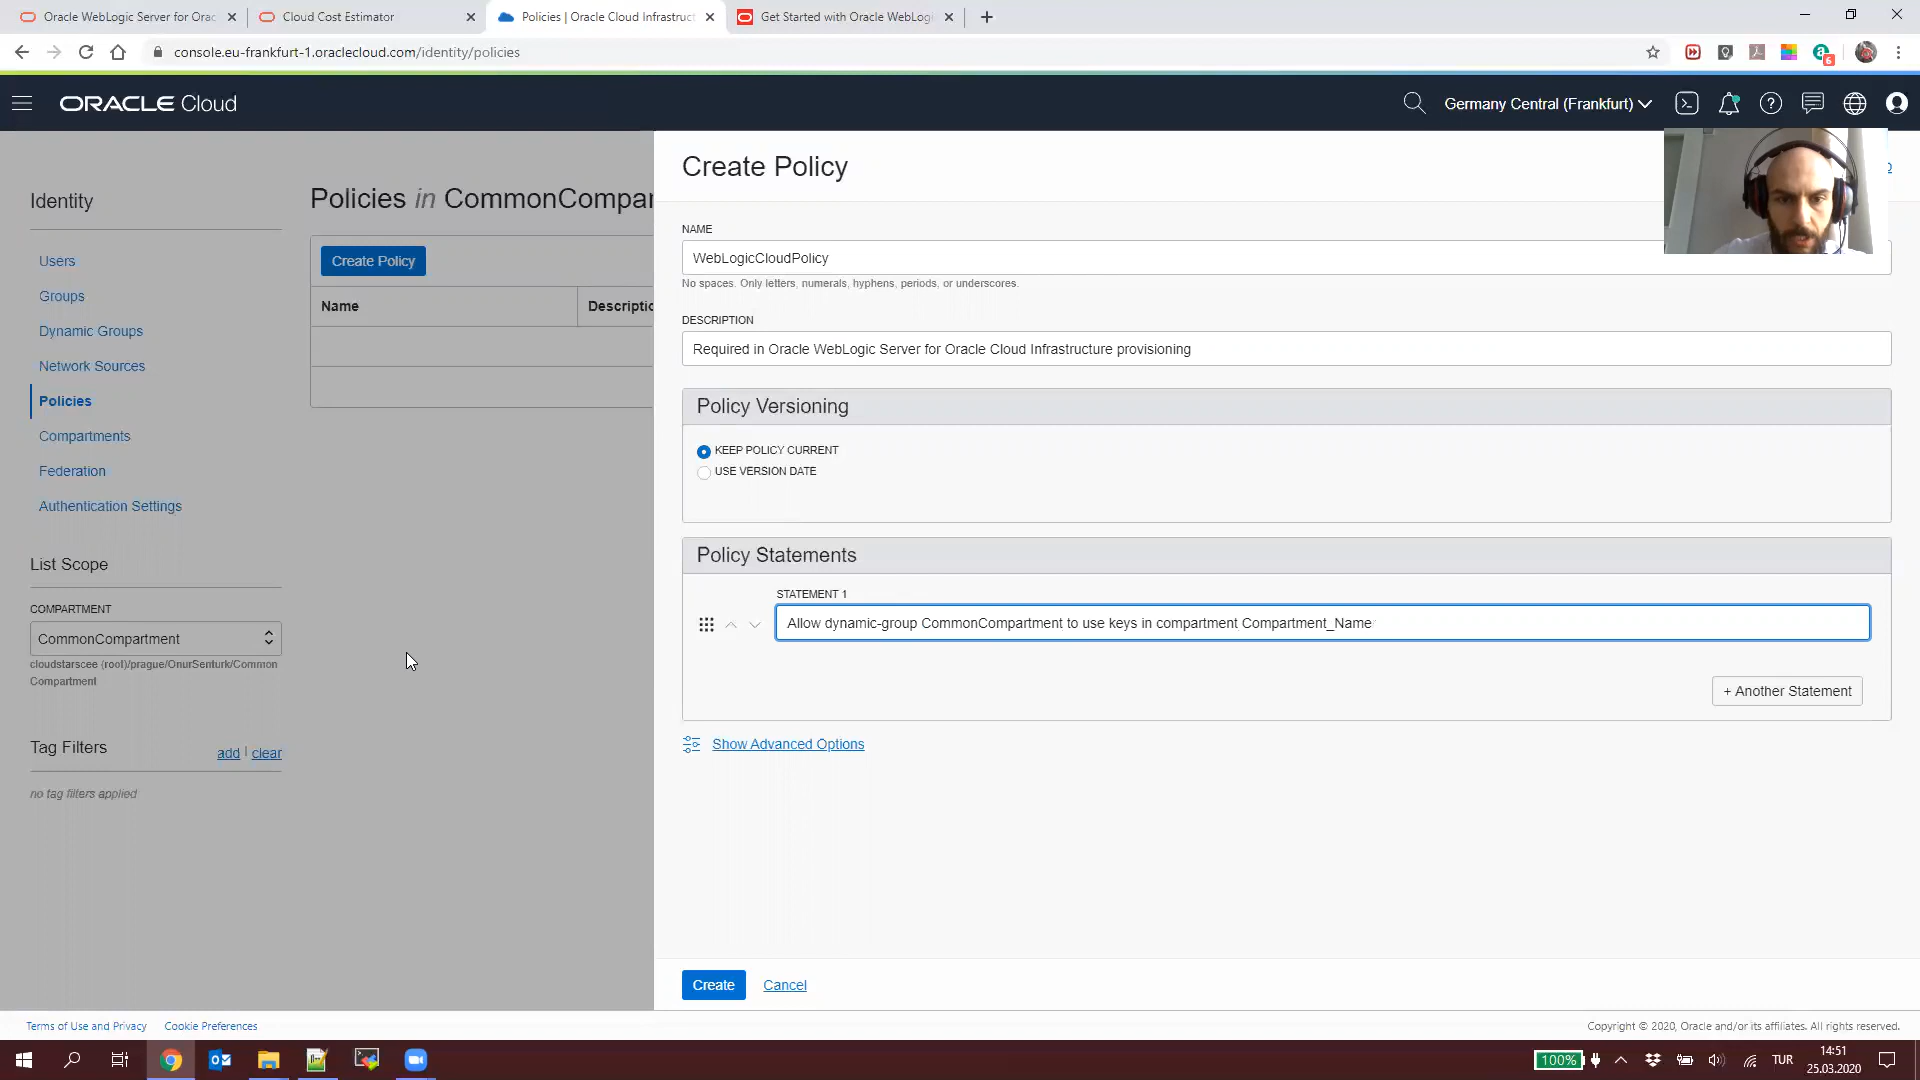 Oracle WebLogic Server for Orac
Cloud Cost Estimator
Policies | Oracle Cloud Infrastruct
Get Started with Oracle WebLogi
console.eu-frankfurt-1.oraclecloud.com/identity/policies
6
ORACLE Cloud
Germany Central (Frankfurt)
Identity
Users
Groups
Dynamic Groups
Network Sources
Policies
Compartments
Federation
Authentication Settings
List Scope
COMPARTMENT
CommonCompartment
cloudstarscee (root)/prague/OnurSenturk/Common
Compartment
Tag Filters
add | clear
no tag filters applied
Policies in CommonCompar
Create Policy
Name
Descriptio
Create Policy
NAME
WebLogicCloudPolicy
No spaces. Only letters, numerals, hyphens, periods, or underscores.
DESCRIPTION
Required in Oracle WebLogic Server for Oracle Cloud Infrastructure provisioning
Policy Versioning
KEEP POLICY CURRENT
USE VERSION DATE
Policy Statements
STATEMENT 1
Allow dynamic-group CommonCompartment to use keys in compartment Compartment_Name
+ Another Statement
Show Advanced Options
Create
Cancel
Terms of Use and Privacy
Cookie Preferences
Copyright © 2020, Oracle and/or its affiliates. All rights reserved.
100%
TUR
14:51
25.03.2020